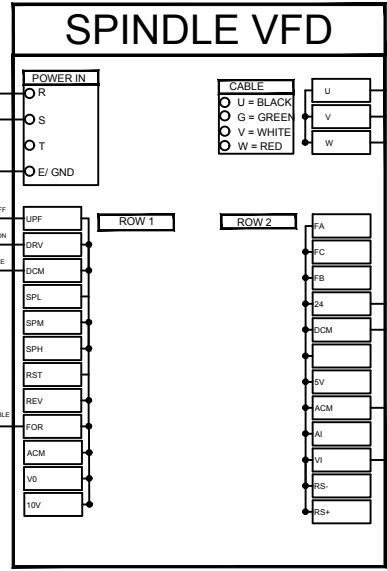 SPINDLE VFD
POWER IN
R
S
T
E/ GND
CABLE
U = BLACK
G = GREEN
V = WHITE
W = RED
U
V
W
ROW 1
UPF
DRV
DCM
SPL
SPM
SPH
RST
REV
FOR
ACM
V0
10V
ROW 2
FA
FC
FB
24
DCM
5V
ACM
AI
VI
RS-
RS+